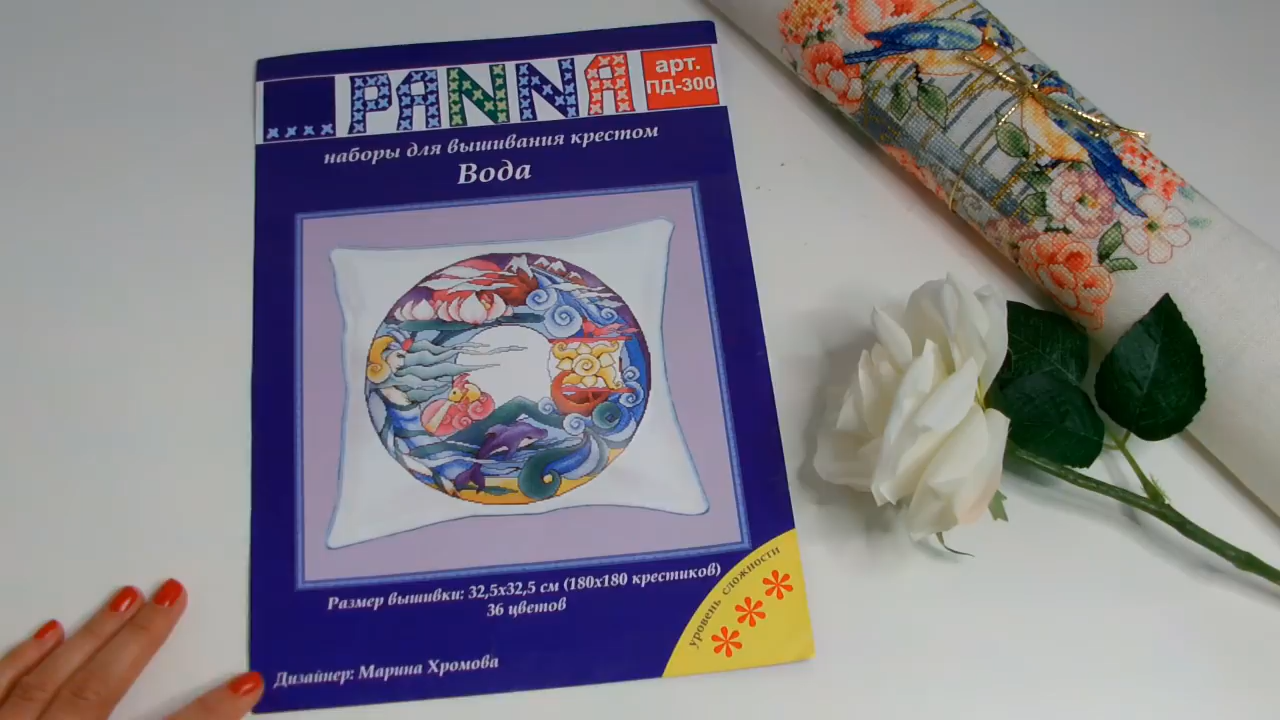 PANNA
арт.
ПД-300
наборы для вышивания крестом
Вода
Размер вышивки: 32,5х32,5 см (180х180 крестиков)
36 цветов
уровень сложности
Дизайнер: Марина Хромова